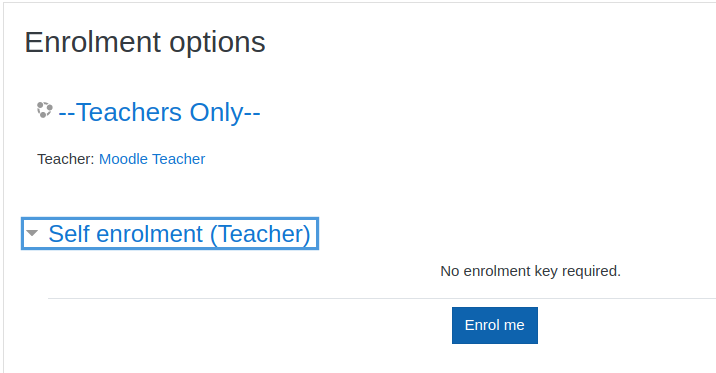 Enrolment options
--Teachers Only--
Teacher: Moodle Teacher
Self enrolment (Teacher)
No enrolment key required.
Enrol me